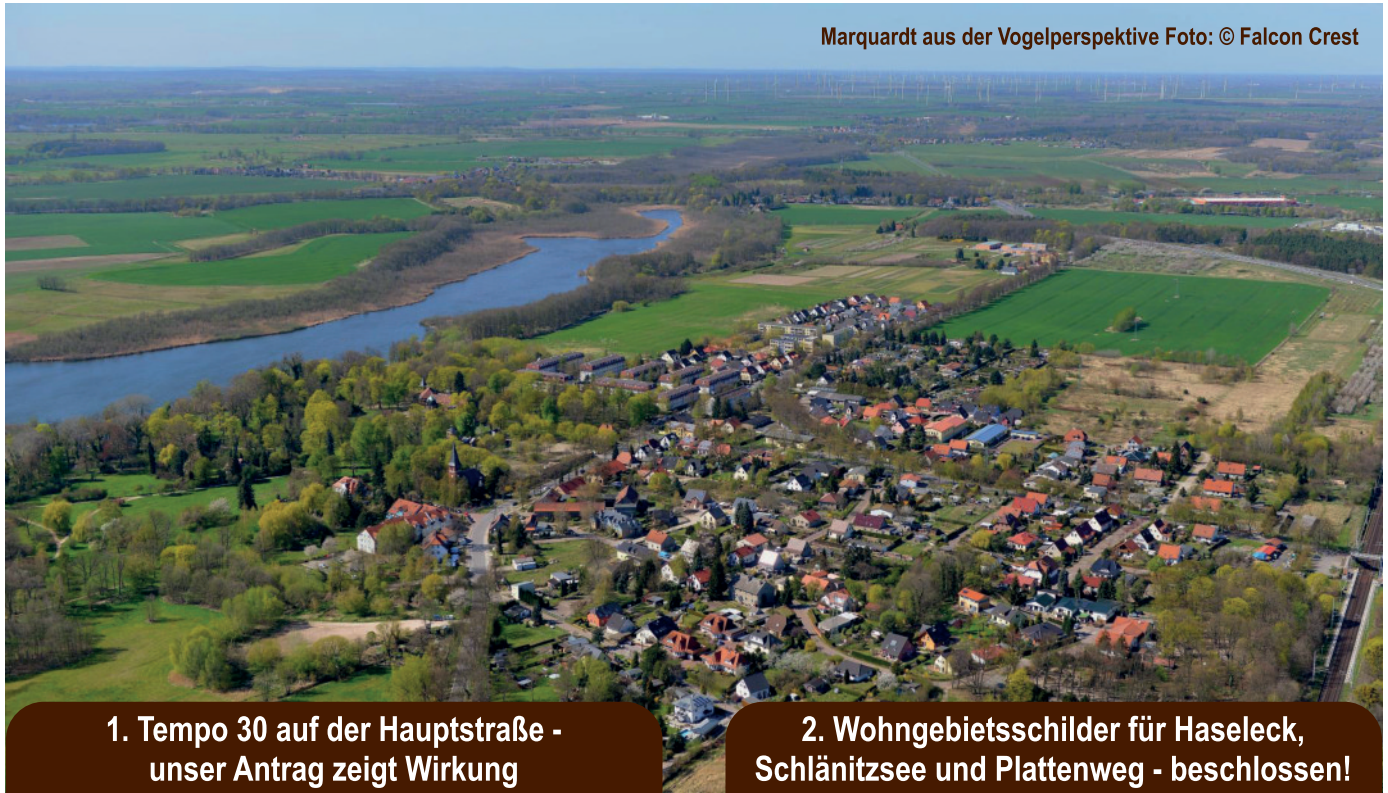 Marquardt aus der Vogelperspektive Foto: © Falcon Crest
1. Tempo 30 auf der Hauptstraße -
unser Antrag zeigt Wirkung
2. Wohngebietsschilder für Haseleck,
Schlänitzsee und Plattenweg - beschlossen!